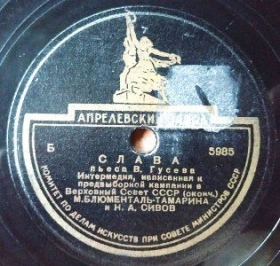 АПРЕЛЕВСКИЙ ЗАВОД
Б 5985
СЛАВА
пьеса В. Гусева
Интермедия, написанная к
предвыборной кампании в
Верховный Совет СССР (оконч.)
М. БЛЮМЕНТАЛЬ-ТАМАРИНА
и Н. А. СИВОВ
КОМИТЕТ ПО ДЕЛАМ ИСКУССТВ ПРИ СОВЕТЕ МИНИСТРОВ СССР